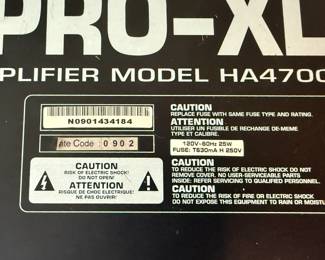 PRO-XL
PLIFIER MODEL HA4700
N0901434184
ate Code : 0902
CAUTION
REPLACE FUSE WITH SAME FUSE TYPE AND RATING.
ATTENTION
UTILISER UN FUSIBLE DE RECHANGE DE-MEME
TYPE ET CALIBRE.
120V~60Hz 25W
FUSE: T630mA H 250V
CAUTION
RISK OF ELECTRIC SHOCK!
DO NOT OPEN!
ATTENTION
RISQUE DE CHOC ELECTRIQUE!
NE PAS OUVRIR!
CAUTION
TO REDUCE THE RISK OF ELECTRIC SHOCK DO NOT
REMOVE COVER. NO USER-SERVICEABLE PARTS
INSIDE; REFER SERVICING TO QUALIFIED PERSONNEL.
CAUTION
TO REDUCE THE RISK OF FIRE OR ELECTRIC SHOCK
DO NOT EXPOSE THIS EQUIPMENT TO RAIN OR MOISTU